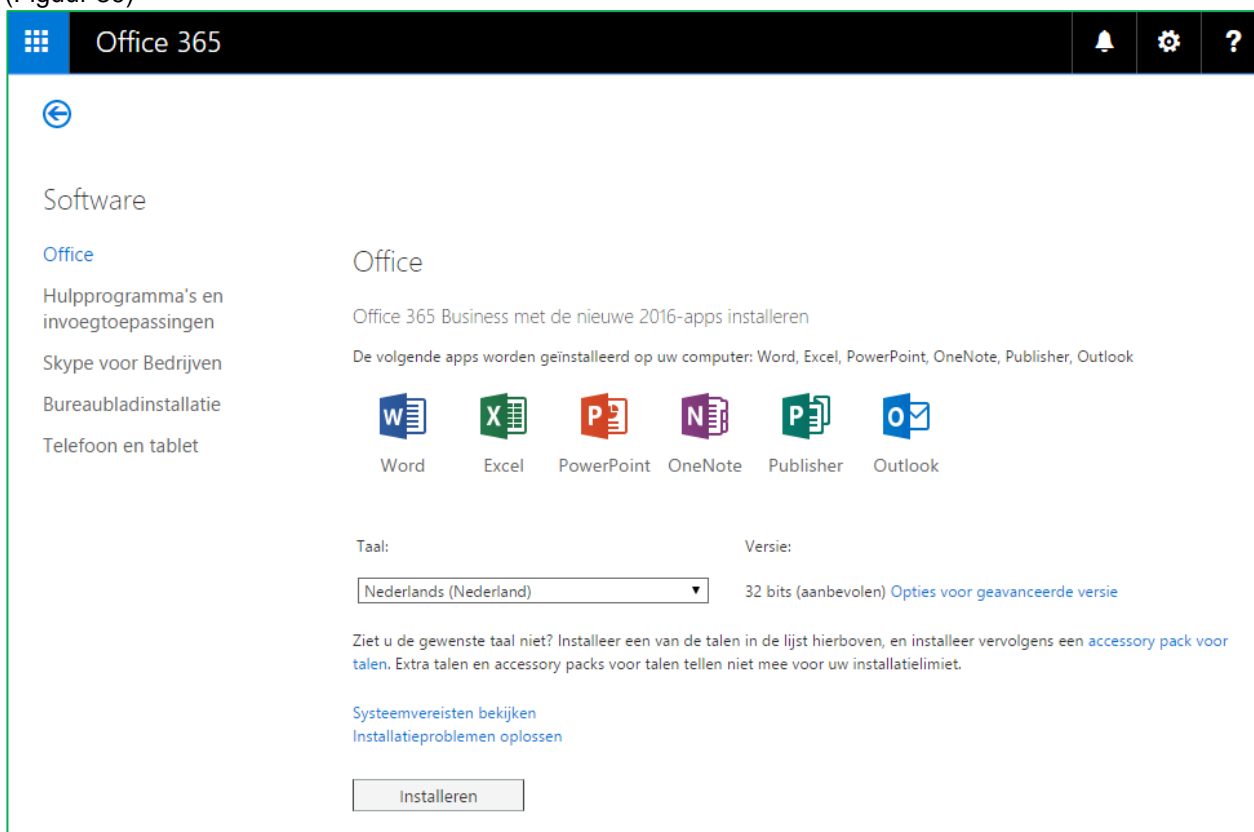 Office 365
?
Software
Office
Hulpprogramma's en
invoegtoepassingen
Skype voor Bedrijven
Bureaubladinstallatie
Telefoon en tablet
Office
Office 365 Business met de nieuwe 2016-apps installeren
De volgende apps worden geïnstalleerd op uw computer: Word, Excel, PowerPoint, OneNote, Publisher, Outlook
W X P N P O
Word Excel PowerPoint OneNote Publisher Outlook
Taal: Versie:
Nederlands (Nederland) 32 bits (aanbevolen) Opties voor geavanceerde versie
Ziet u de gewenste taal niet? Installeer een van de talen in de lijst hierboven, en installeer vervolgens een accessory pack voor
talen. Extra talen en accessory packs voor talen tellen niet mee voor uw installatielimiet.
Systeemvereisten bekijken
Installatieproblemen oplossen
Installeren